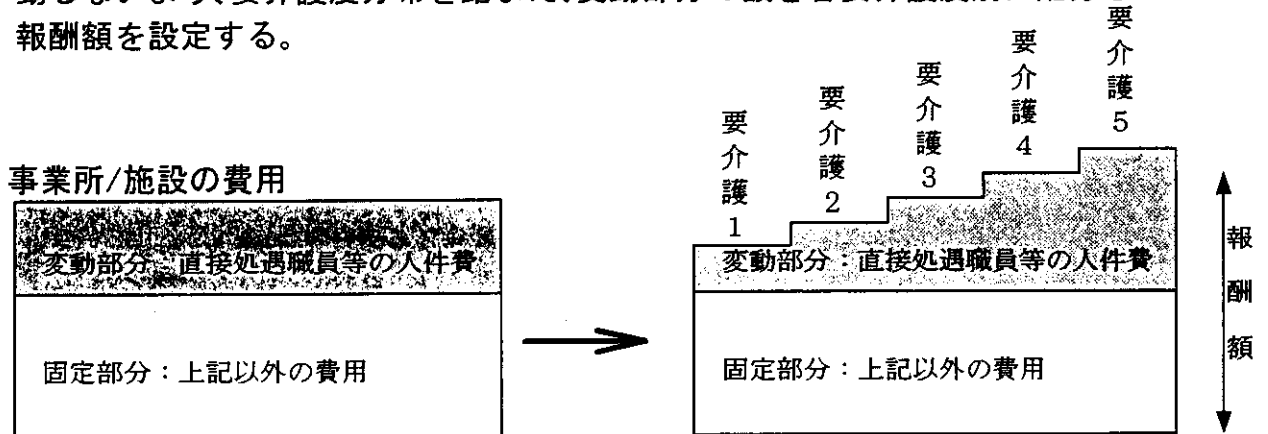 報酬額を設定する。
要介護1
要介護2
要介護3
要介護4
要介護5
事業所/施設の費用
変動部分：直接処遇職員等の人件費
固定部分：上記以外の費用
変動部分：直接処遇職員等の人件費
固定部分：上記以外の費用
報酬額